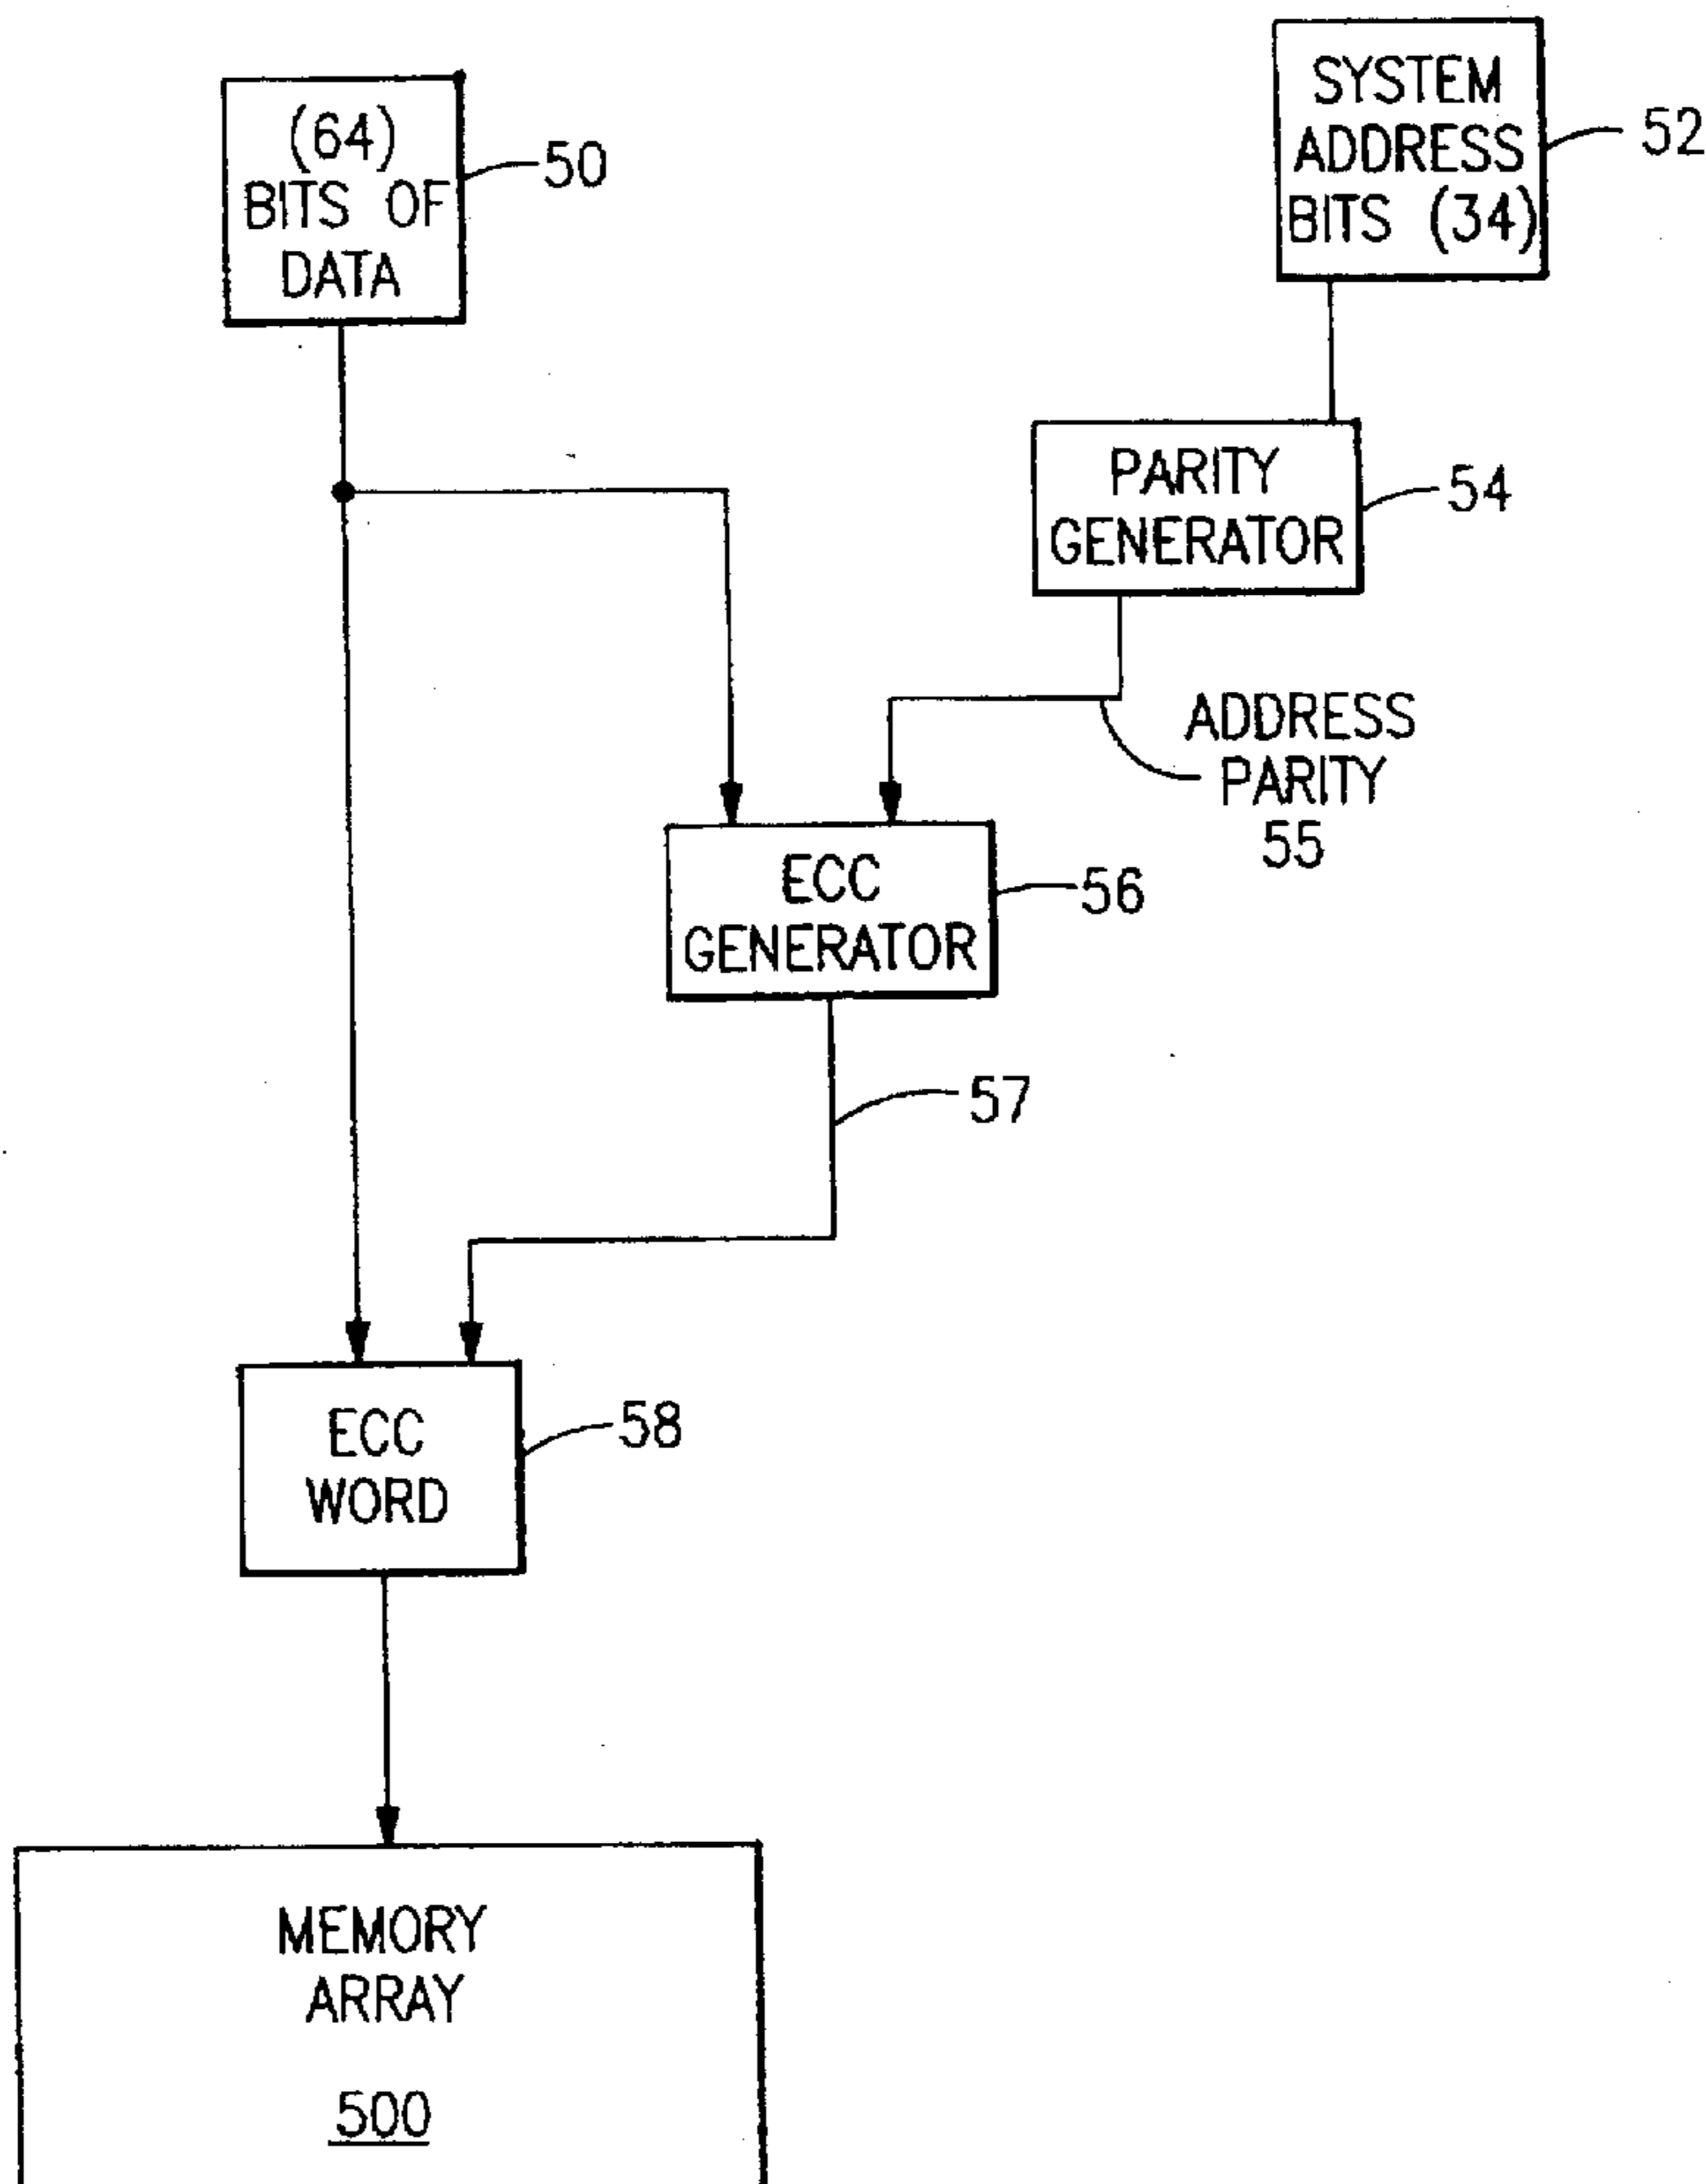 (64)
BITS OF
DATA
50
SYSTEM
ADDRESS
BITS (34)
52
PARITY
GENERATOR
54
ADDRESS
PARITY
55
ECC
GENERATOR
56
57
ECC
WORD
58
MEMORY
ARRAY
500